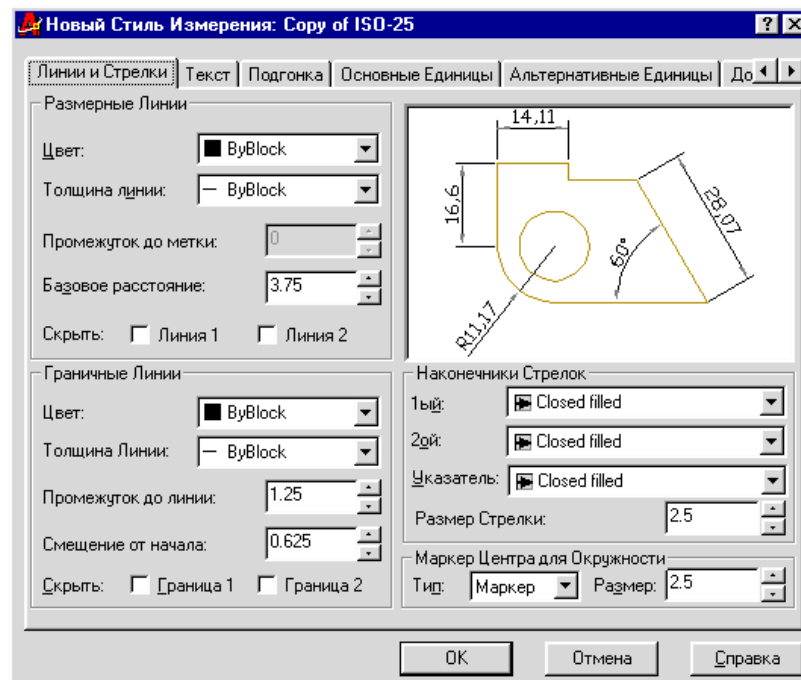 Новый Стиль Измерения: Copy of ISO-25
Линии и Стрелки Текст Подгонка Основные Единицы Альтернативные Единицы До
Размерные Линии
Цвет: ByBlock
Толщина линии: ByBlock
Промежуток до метки: 0
Базовое расстояние: 3.75
Скрыть: Линия 1 Линия 2
14,11
16,6
28,07
60°
R11,17
Граничные Линии
Цвет: ByBlock
Толщина Линии: ByBlock
Промежуток до линии: 1.25
Смещение от начала: 0.625
Скрыть: Граница 1 Граница 2
Наконечники Стрелок
1ый: Closed filled
2ой: Closed filled
Указатель: Closed filled
Размер Стрелки: 2.5
Маркер Центра для Окружности
Тип: Маркер Размер: 2.5
OK Отмена Справка